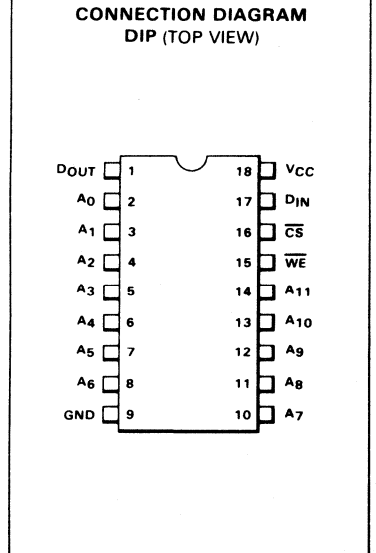 CONNECTION DIAGRAM
DIP (TOP VIEW)
DOUT 1 18 VCC
A0 2 17 DIN
A1 3 16 C̅S̅
A2 4 15 W̅E̅
A3 5 14 A11
A4 6 13 A10
A5 7 12 A9
A6 8 11 A8
GND 9 10 A7